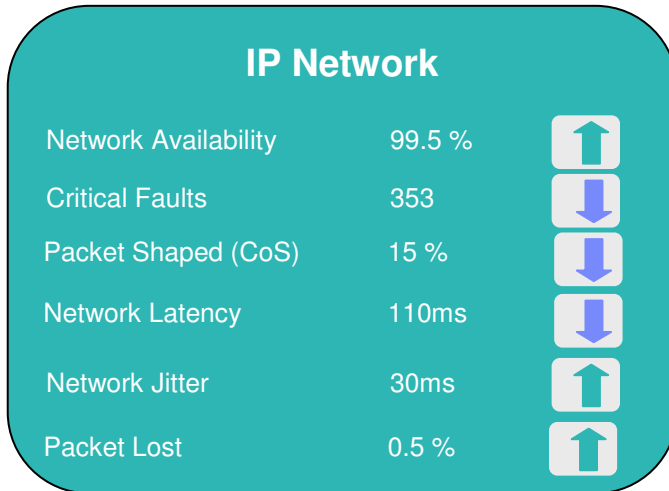 IP Network
Network Availability 99.5 %
Critical Faults 353
Packet Shaped (CoS) 15 %
Network Latency 110ms
Network Jitter 30ms
Packet Lost 0.5 %